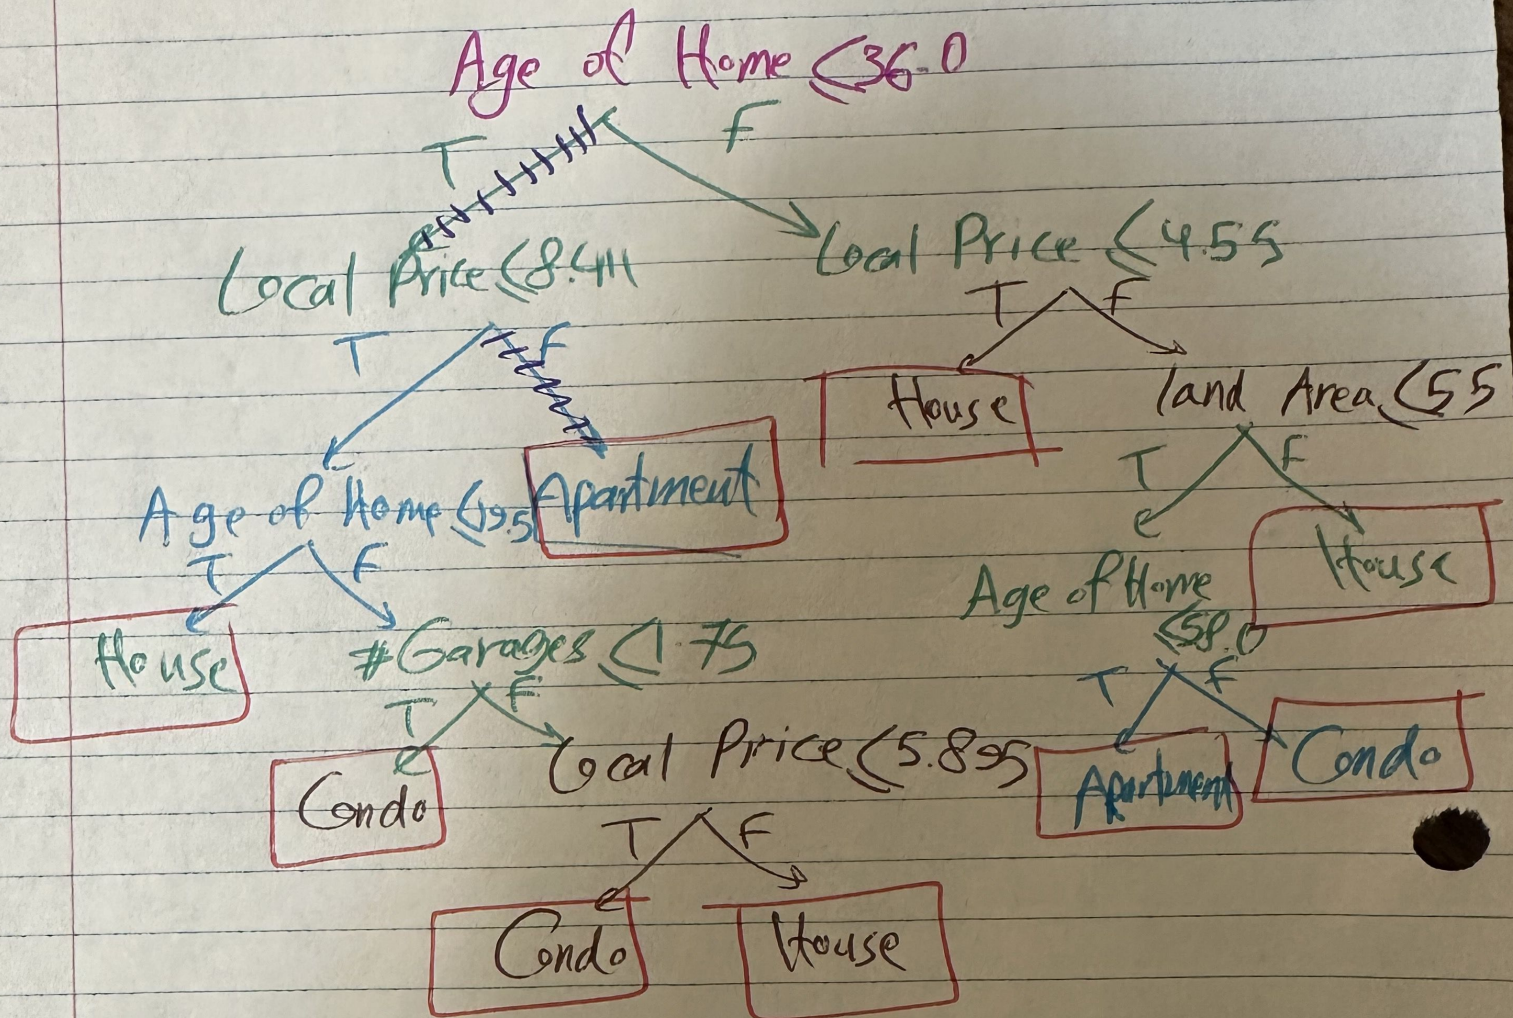 Age of Home ≤36.0
T F
Local Price ≤8.411
Local Price ≤4.55
T F
T F
House
land Area ≤55
Age of Home ≤19.5
Apartment
T F
T F
House
#Garages ≤1.75
Age of Home
≤58.0
House
T F
T F
Condo
Local Price ≤5.895
Apartment
Condo
T F
Condo
House